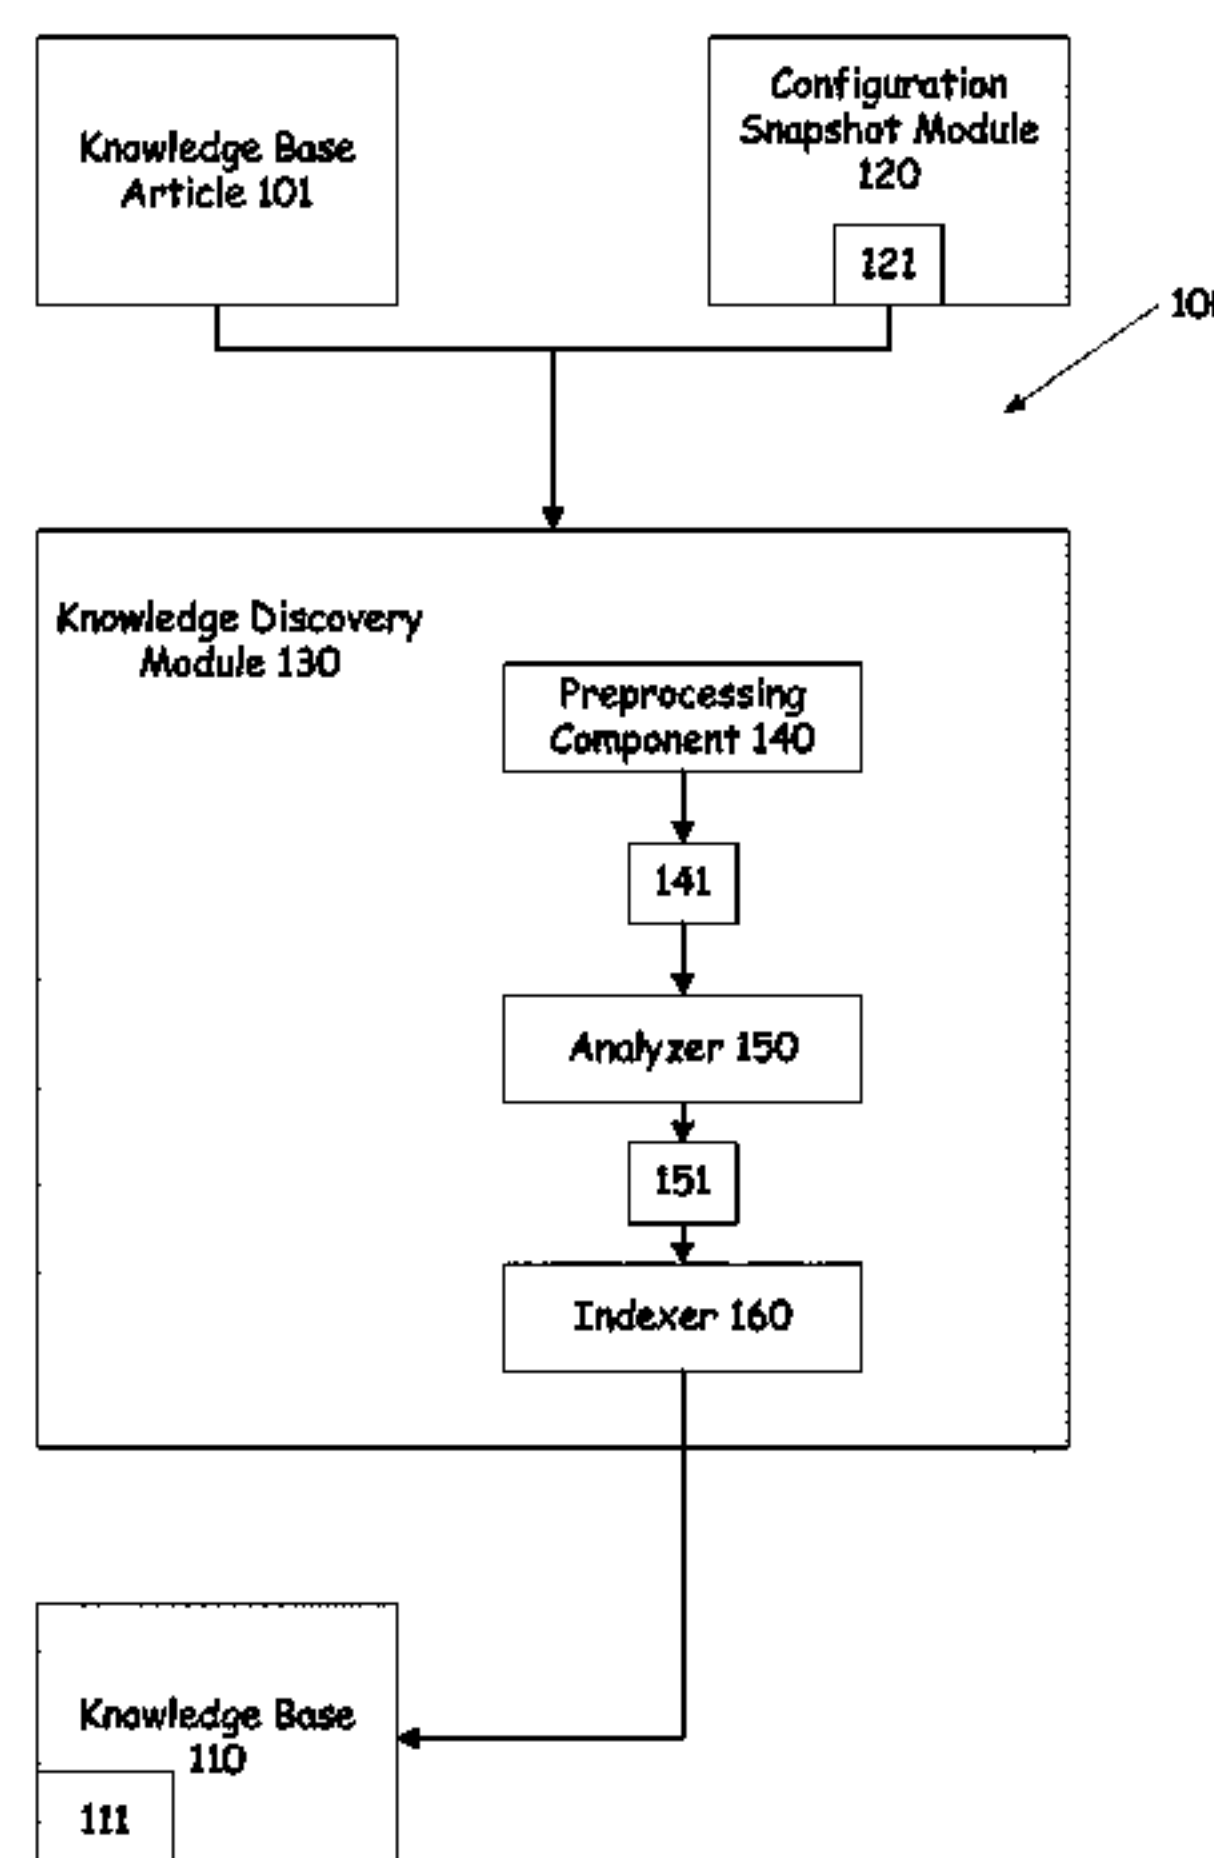 Knowledge Base
Article 101
Configuration
Snapshot Module
120
121
Knowledge Discovery
Module 130
Preprocessing
Component 140
141
Analyzer 150
151
Indexer 160
Knowledge Base
110
111